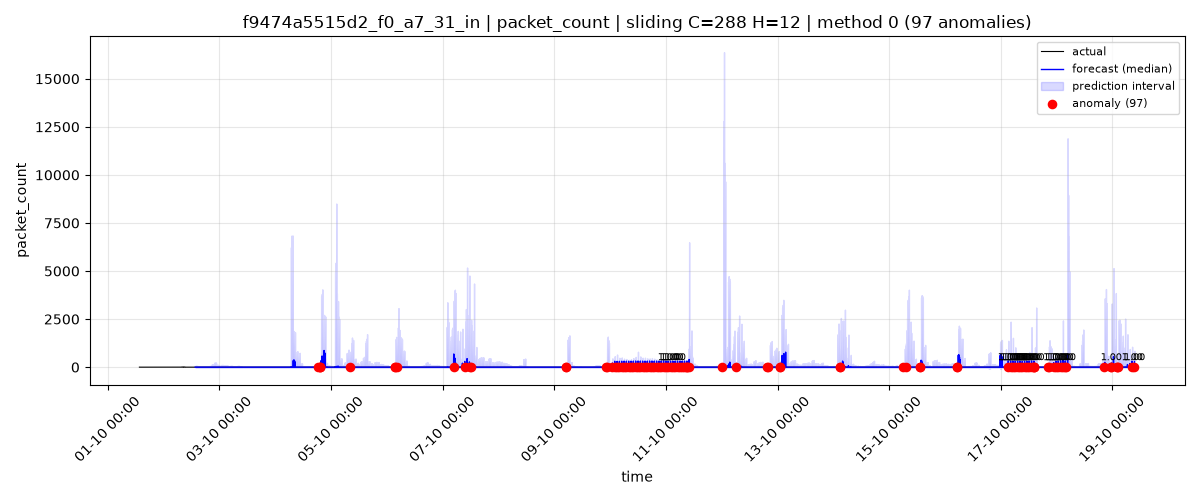 f9474a5515d2_f0_a7_31_in | packet_count | sliding C=288 H=12 | method 0 (97 anomalies)
actual
forecast (median)
prediction interval
anomaly (97)
packet_count
15000
12500
10000
7500
5000
2500
0
01-10 00:00
03-10 00:00
05-10 00:00
07-10 00:00
09-10 00:00
11-10 00:00
13-10 00:00
15-10 00:00
17-10 00:00
19-10 00:00
time